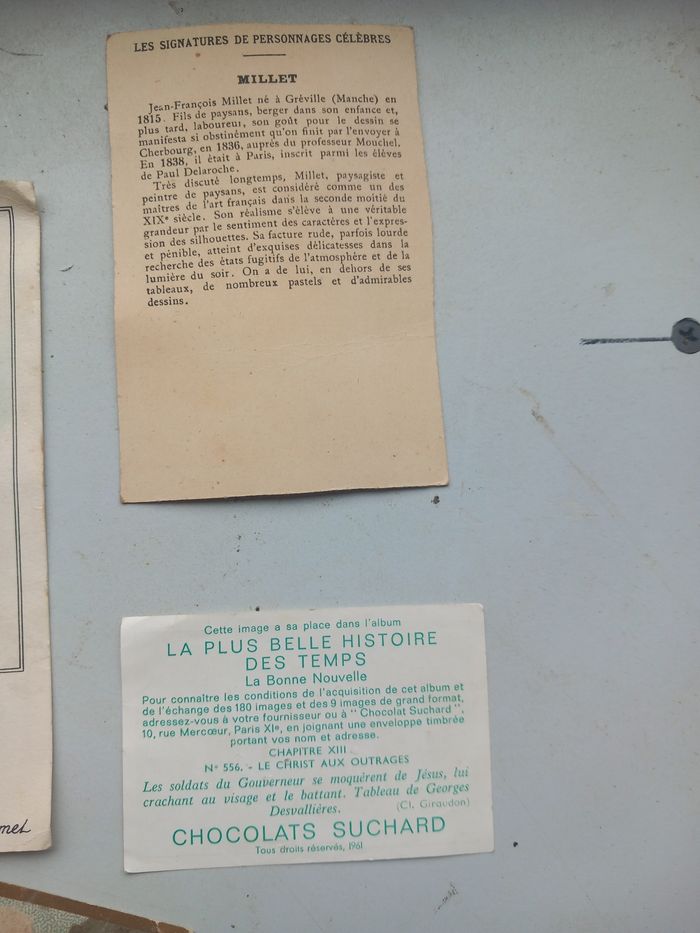 LES SIGNATURES DE PERSONNAGES CÉLÈBRES
MILLET
Jean-François Millet né à Gréville (Manche) en
1815. Fils de paysans, berger dans son enfance et,
plus tard, laboureur, son goût pour le dessin se
manifesta si obstinément qu'on finit par l'envoyer à
Cherbourg, en 1836, auprès du professeur Mouchel.
En 1838, il était à Paris, inscrit parmi les élèves
de Paul Delaroche.
Très discuté longtemps, Millet, paysagiste et
peintre de paysans, est considéré comme un des
maîtres de l'art français dans la seconde moitié du
XIXe siècle. Son réalisme s'élève à une véritable
grandeur par le sentiment des caractères et l'expres-
sion des silhouettes. Sa facture rude, parfois lourde
et pénible, atteint d'exquises délicatesses dans la
recherche des états fugitifs de l'atmosphère et de la
lumière du soir. On a de lui, en dehors de ses
tableaux, de nombreux pastels et d'admirables
dessins.
Cette image a sa place dans l'album
LA PLUS BELLE HISTOIRE
DES TEMPS
La Bonne Nouvelle
Pour connaître les conditions de l'acquisition de cet album et
de l'échange des 180 images et des 9 images de grand format,
adressez-vous à votre fournisseur ou à " Chocolat Suchard ",
10, rue Mercœur, Paris XIe, en joignant une enveloppe timbrée
portant vos nom et adresse.
CHAPITRE XIII
N° 556. - LE CHRIST AUX OUTRAGES
Les soldats du Gouverneur se moquèrent de Jésus, lui
crachant au visage et le battant. Tableau de Georges
Desvallières.
(Cl. Giraudon)
CHOCOLATS SUCHARD
Tous droits réservés, 1961